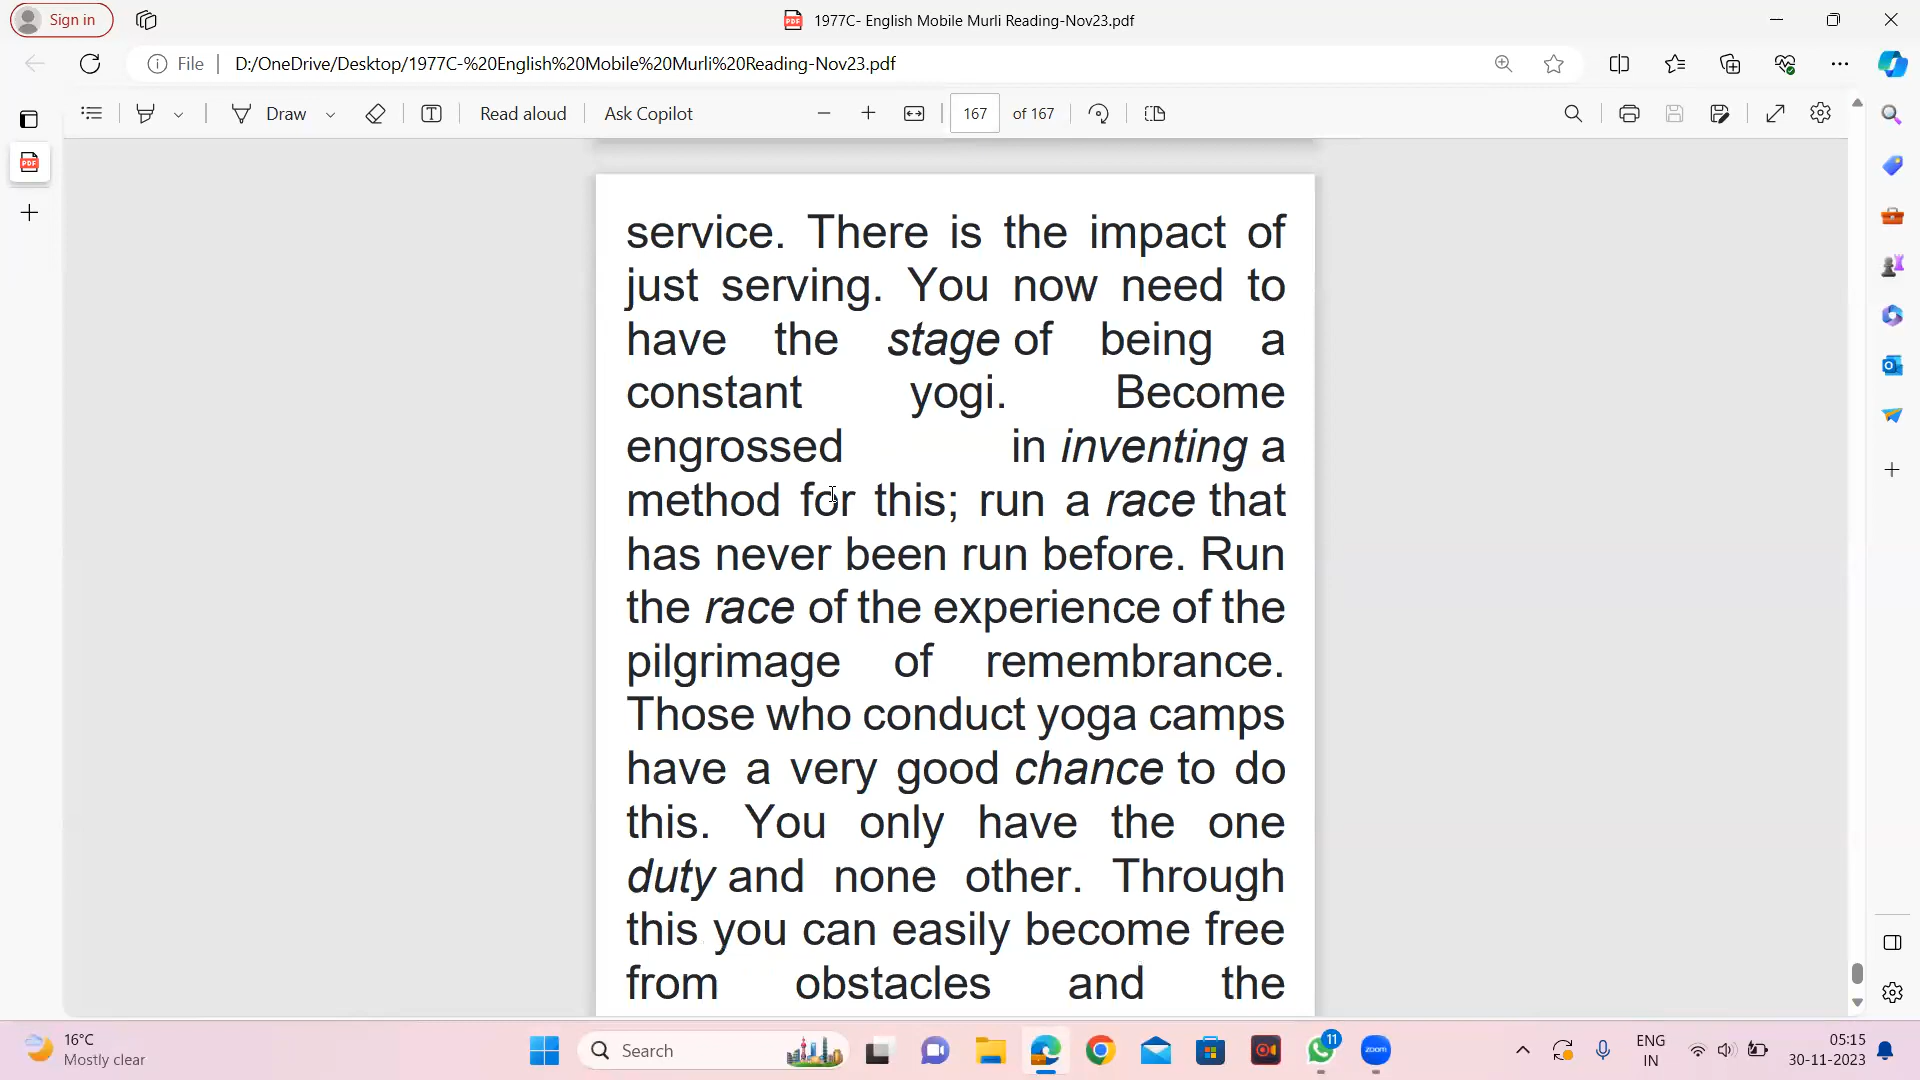 Sign in
1977C- English Mobile Murli Reading-Nov23.pdf
File
D:/OneDrive/Desktop/1977C-%20English%20Mobile%20Murli%20Reading-Nov23.pdf
Draw
Read aloud
Ask Copilot
167
of 167
service. There is the impact of
just serving. You now need to
have the stage of being a
constant yogi. Become
engrossed in inventing a
method for this; run a race that
has never been run before. Run
the race of the experience of the
pilgrimage of remembrance.
Those who conduct yoga camps
have a very good chance to do
this. You only have the one
duty and none other. Through
this you can easily become free
from obstacles and the
16°C
Mostly clear
Search
11
zoom
ENG
IN
05:15
30-11-2023